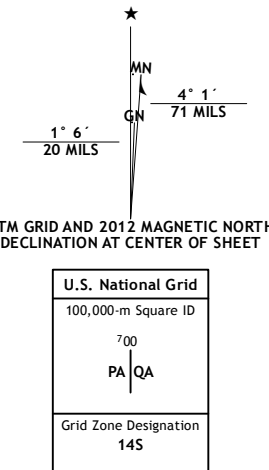 ★
MN
4° 1´
71 MILS
GN
1° 6´
20 MILS
TM GRID AND 2012 MAGNETIC NORTH
DECLINATION AT CENTER OF SHEET
U.S. National Grid
100,000-m Square ID
⁷00
PA QA
Grid Zone Designation
14S